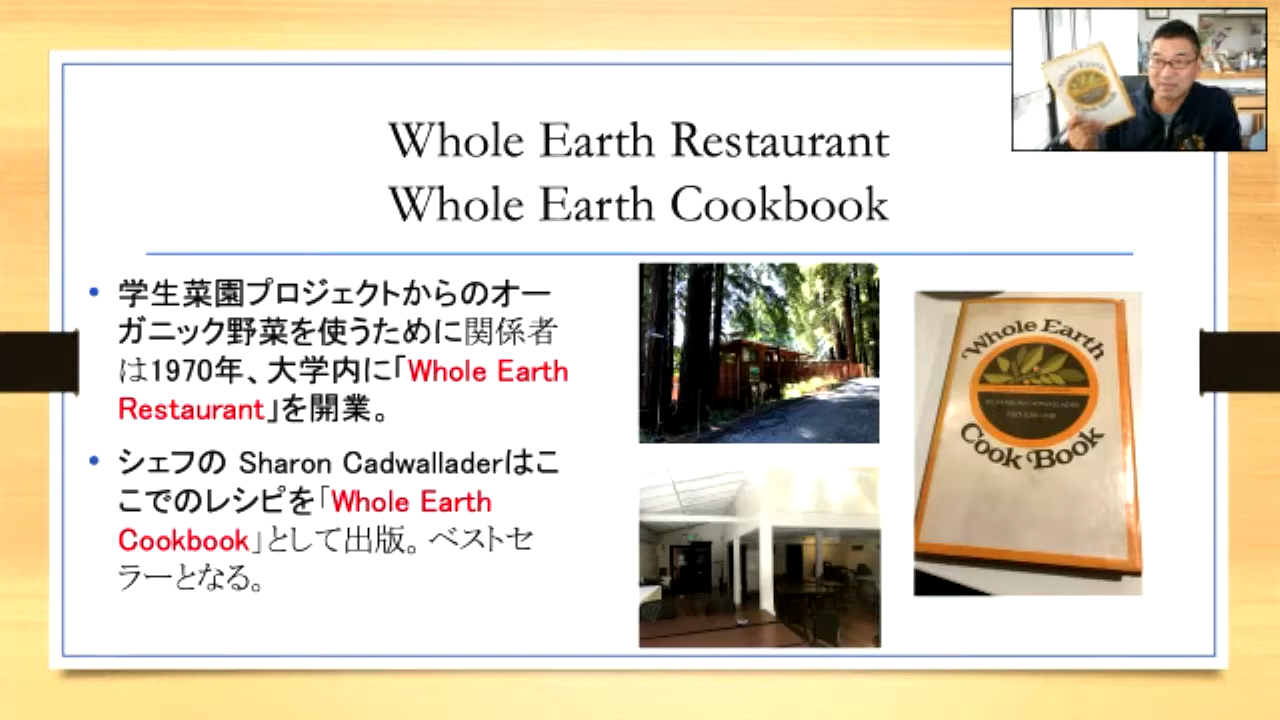 Whole Earth Restaurant
Whole Earth Cookbook
• 学生菜園プロジェクトからのオー
ガニック野菜を使うために関係者
は1970年、大学内に「Whole Earth
Restaurant」を開業。
• シェフの Sharon Cadwalladerはこ
こでのレシピを「Whole Earth
Cookbook」として出版。ベストセ
ラーとなる。
Whole Earth
Cook Book
Whole Earth
Cook Book